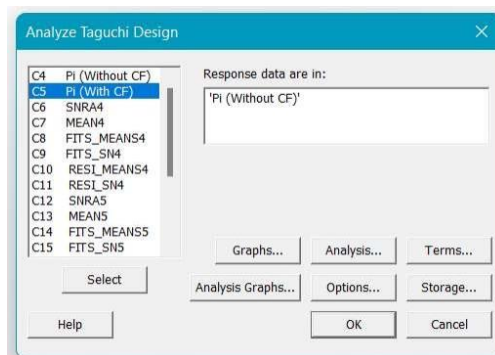 Analyze Taguchi Design
C4 Pi (Without CF)
C5 Pi (With CF)
C6 SNRA4
C7 MEAN4
C8 FITS_MEANS4
C9 FITS_SN4
C10 RESI_MEANS4
C11 RESI_SN4
C12 SNRA5
C13 MEAN5
C14 FITS_MEANS5
C15 FITS_SN5
Response data are in:
'Pi (Without CF)'
Graphs... Analysis... Terms...
Select
Analysis Graphs... Options... Storage...
Help OK Cancel